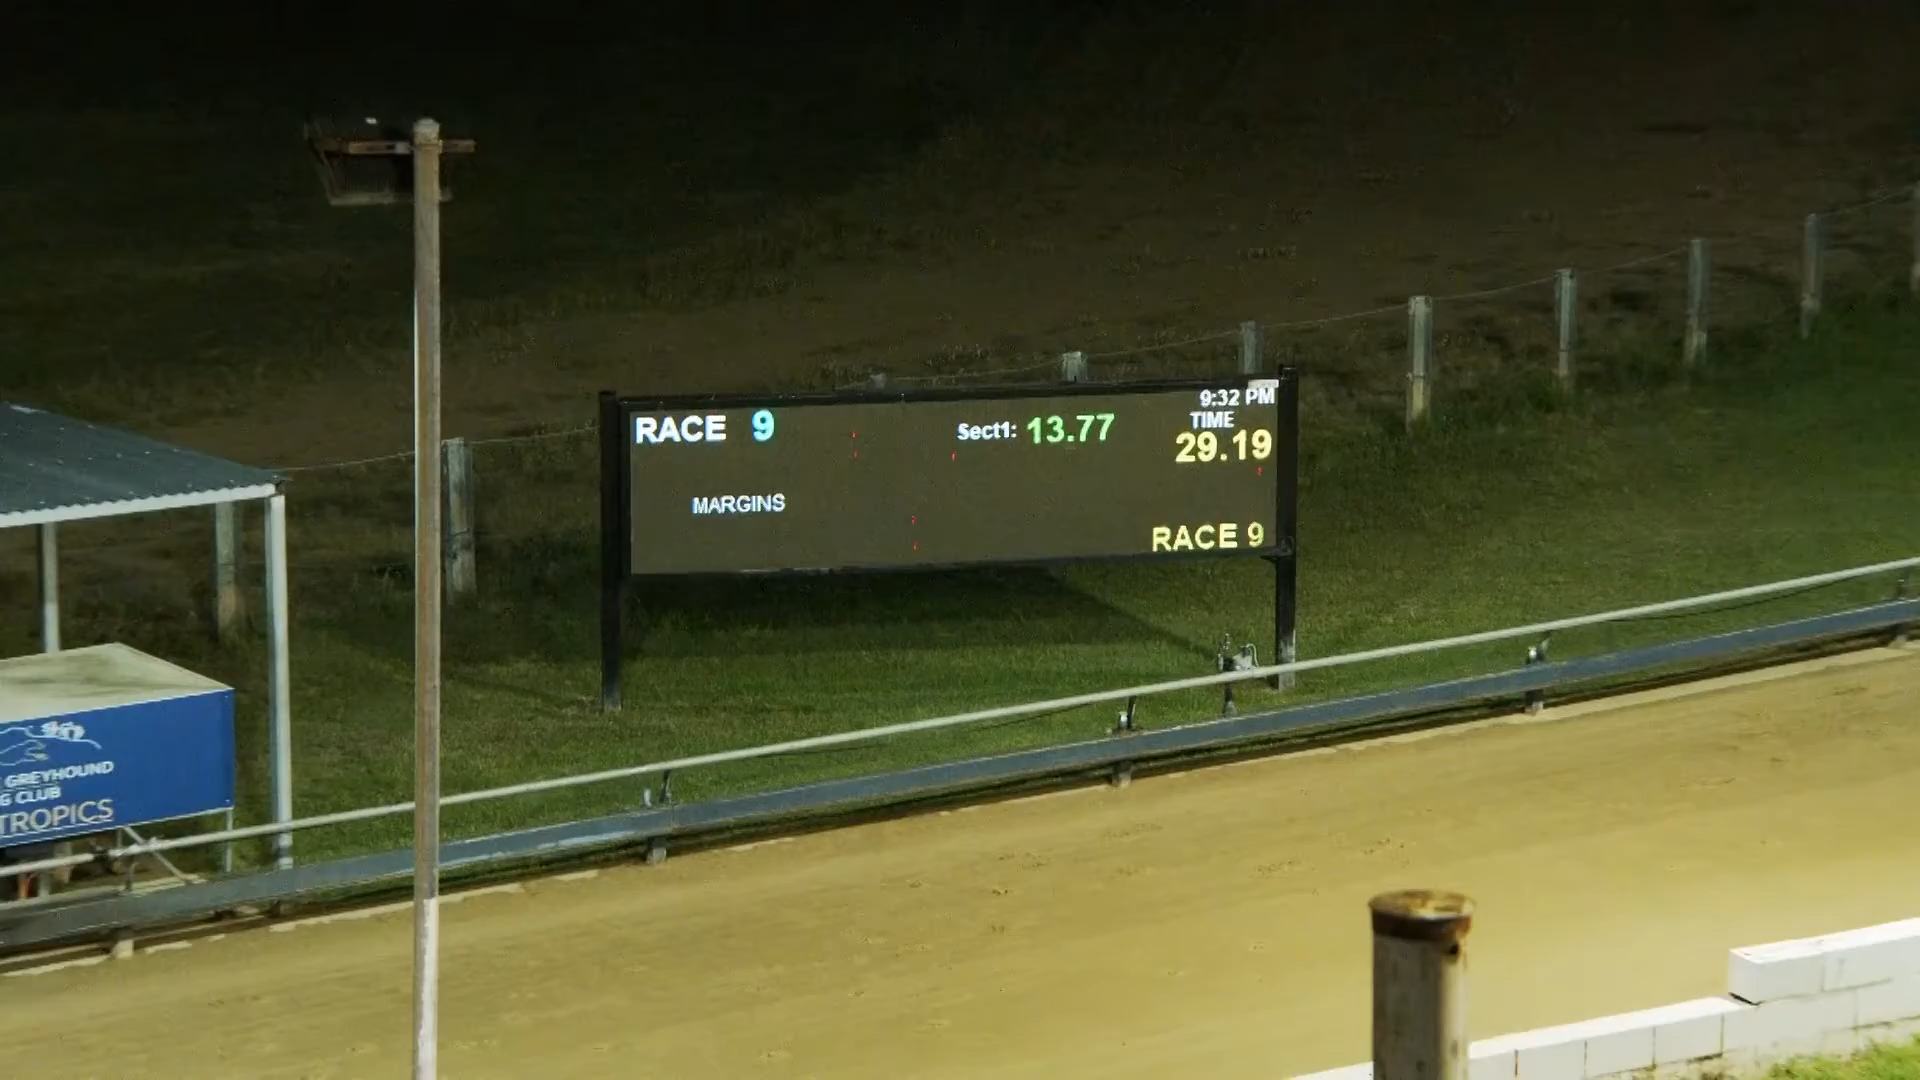 9:32 PM
RACE 9
Sect1: 13.77
TIME
29.19
MARGINS
RACE 9
GREYHOUND
CLUB
TROPICS